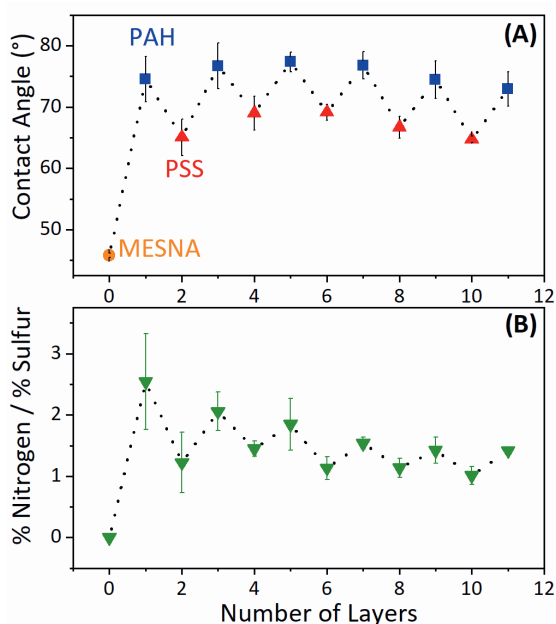 (A)
PAH
PSS
MESNA
Contact Angle (°)
80
70
60
50
0 2 4 6 8 10 12
(B)
% Nitrogen / % Sulfur
3
2
1
0
0 2 4 6 8 10 12
Number of Layers